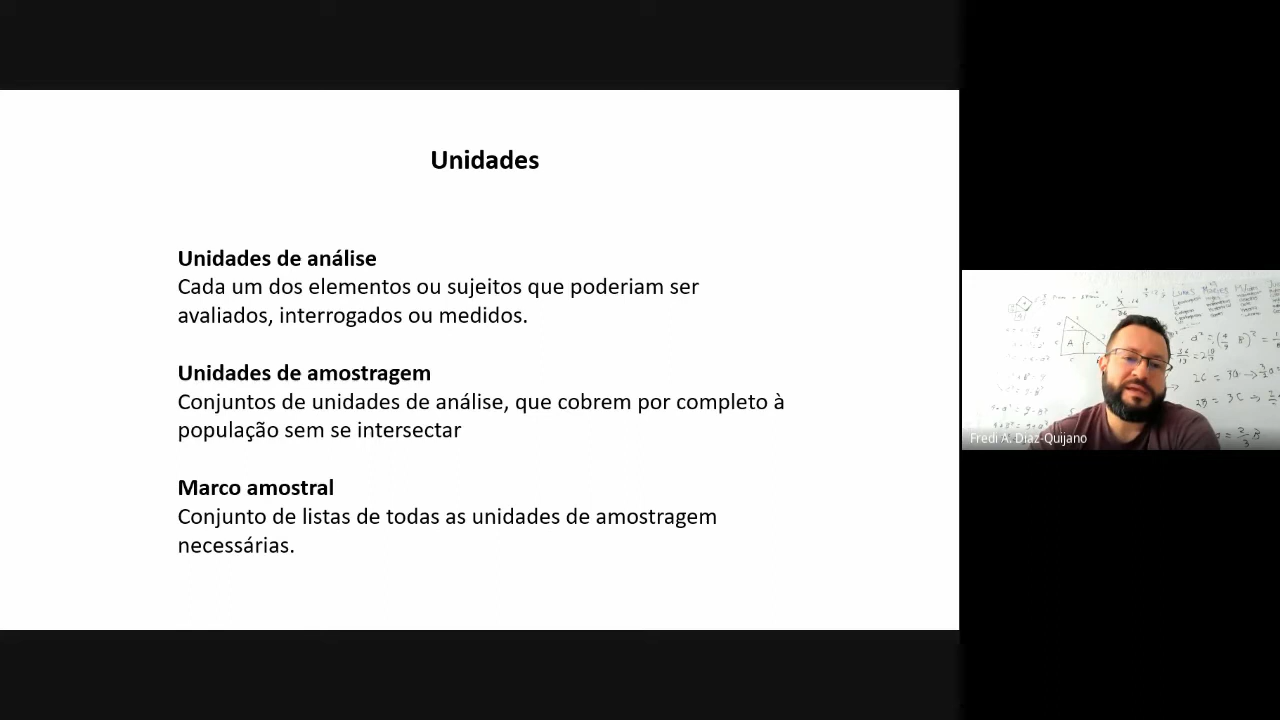 Unidades
Unidades de análise
Cada um dos elementos ou sujeitos que poderiam ser
avaliados, interrogados ou medidos.
Unidades de amostragem
Conjuntos de unidades de análise, que cobrem por completo à
população sem se intersectar
Marco amostral
Conjunto de listas de todas as unidades de amostragem
necessárias.
Fredi A. Diaz-Quijano